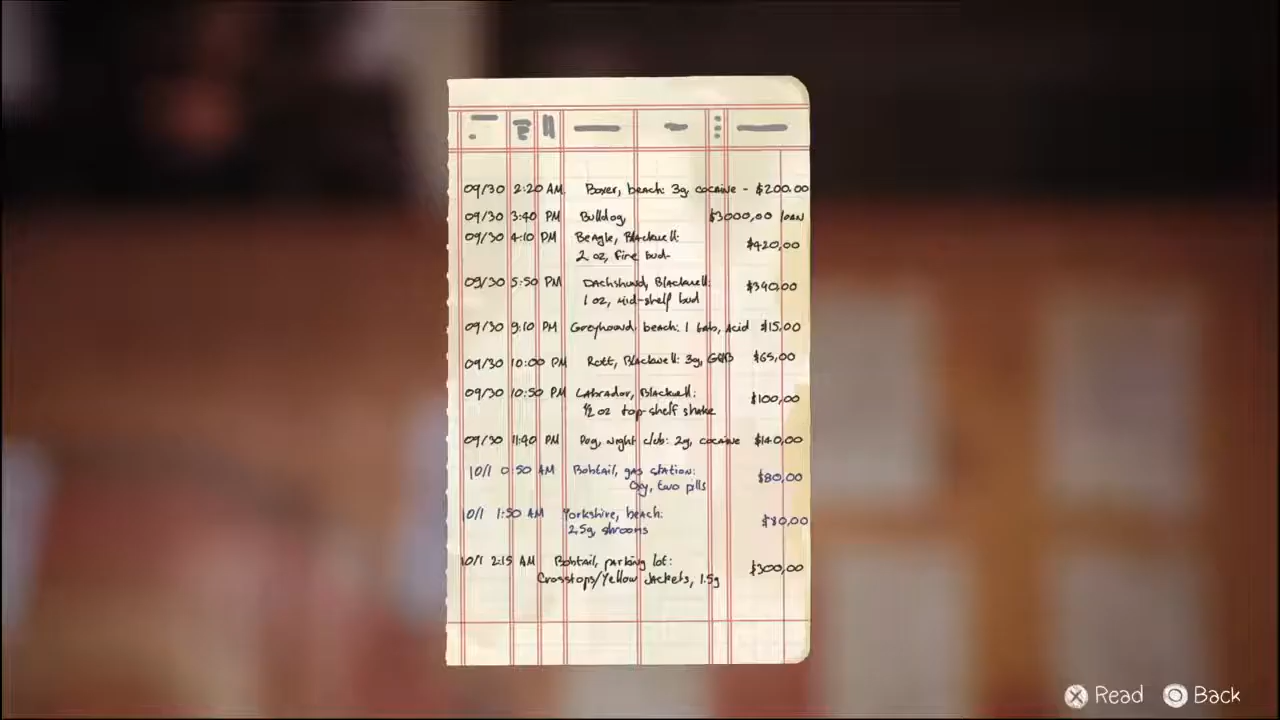 09/30 2:20 AM Boxer, beach: 3g, cocaine - $200.00
09/30 3:40 PM Bulldog, $3000,00 loan
09/30 4:10 PM Beagle, Blackwell:
2 oz, fire bud- $420,00
09/30 5:50 PM Dachshund, Blackwell:
1 oz, mid-shelf bud $340,00
09/30 9:10 PM Greyhound, beach: 1 tab, Acid $15.00
09/30 10:00 PM Rott, Blackwell: 3g, GHB $65,00
09/30 10:50 PM Labrador, Blackwell:
1/2 oz top-shelf shake $100,00
09/30 11:40 PM Pug, night club: 2g, cocaine $140,00
10/1 0:50 AM Bobtail, gas station:
Oxy, two pills $80,00
10/1 1:50 AM Yorkshire, beach:
2.5g, shrooms $80,00
10/1 2:15 AM Bobtail, parking lot:
Crosstops/Yellow Jackets, 1.5g $300,00
Read Back